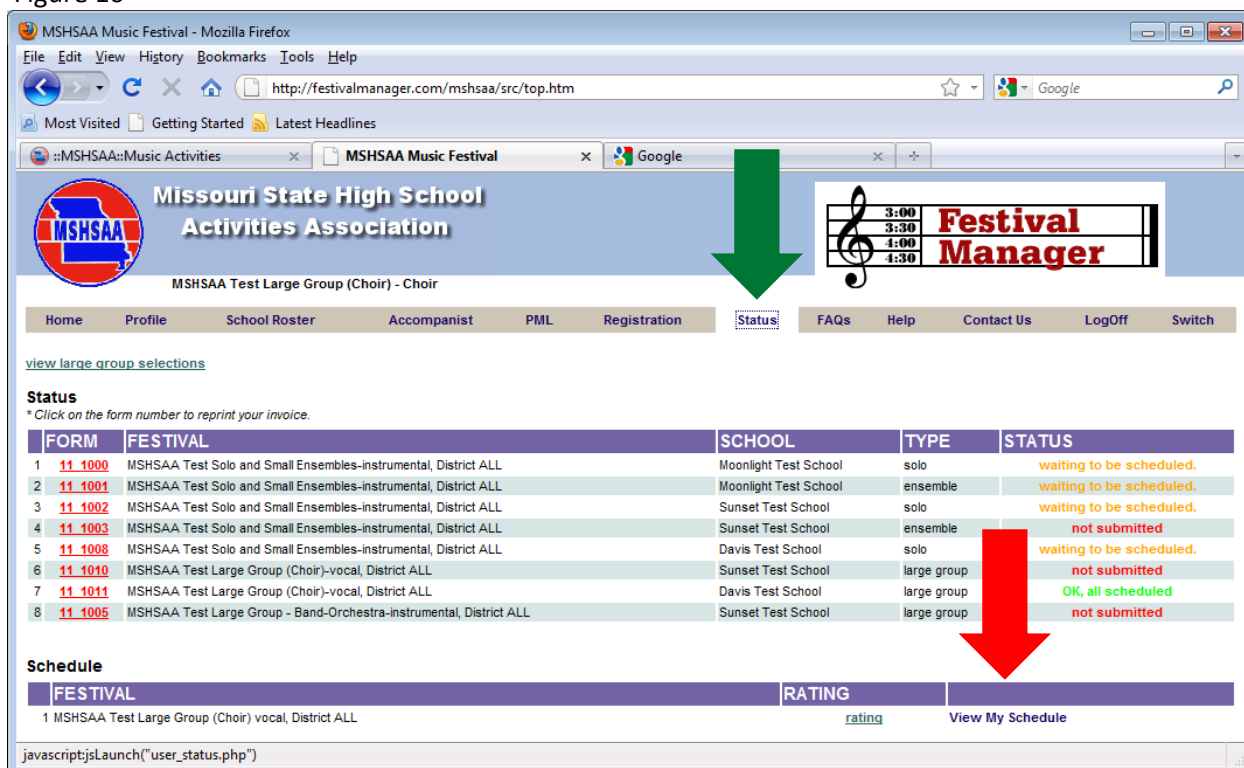 MSHSAA Music Festival - Mozilla Firefox
File Edit View History Bookmarks Tools Help
http://festivalmanager.com/mshsaa/src/top.htm Google
Most Visited Getting Started Latest Headlines
::MSHSAA::Music Activities MSHSAA Music Festival Google
Missouri State High School
Activities Association
MSHSAA
3:00
3:30
4:00
4:30
Festival
Manager
MSHSAA Test Large Group (Choir) - Choir
Home Profile School Roster Accompanist PML Registration Status FAQs Help Contact Us LogOff Switch
view large group selections
Status
* Click on the form number to reprint your invoice.
FORM FESTIVAL SCHOOL TYPE STATUS
1 11_1000 MSHSAA Test Solo and Small Ensembles-instrumental, District ALL Moonlight Test School solo waiting to be scheduled.
2 11_1001 MSHSAA Test Solo and Small Ensembles-instrumental, District ALL Moonlight Test School ensemble waiting to be scheduled.
3 11_1002 MSHSAA Test Solo and Small Ensembles-instrumental, District ALL Sunset Test School solo waiting to be scheduled.
4 11_1003 MSHSAA Test Solo and Small Ensembles-instrumental, District ALL Sunset Test School ensemble not submitted
5 11_1008 MSHSAA Test Solo and Small Ensembles-instrumental, District ALL Davis Test School solo waiting to be scheduled.
6 11_1010 MSHSAA Test Large Group (Choir)-vocal, District ALL Sunset Test School large group not submitted
7 11_1011 MSHSAA Test Large Group (Choir)-vocal, District ALL Davis Test School large group OK, all scheduled
8 11_1005 MSHSAA Test Large Group - Band-Orchestra-instrumental, District ALL Sunset Test School large group not submitted
Schedule
FESTIVAL RATING
1 MSHSAA Test Large Group (Choir) vocal, District ALL rating View My Schedule
javascript:jsLaunch("user_status.php")